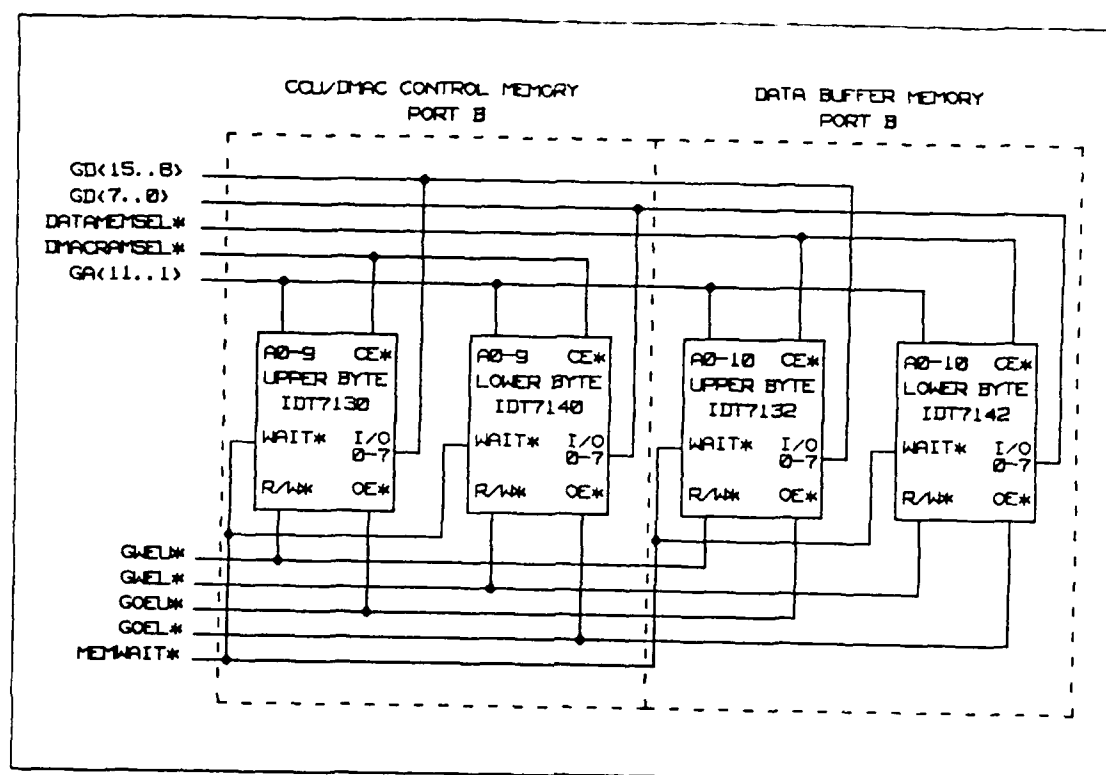 CCU/DMAC CONTROL MEMORY
PORT B
DATA BUFFER MEMORY
PORT B
GD<15..8>
GD<7..0>
DATAMEMSEL*
DMACRAMSEL*
GA<11..1>
A0-9 CE*
UPPER BYTE
IDT7130
WAIT* I/O
0-7
R/W* OE*
A0-9 CE*
LOWER BYTE
IDT7140
WAIT* I/O
0-7
R/W* OE*
A0-10 CE*
UPPER BYTE
IDT7132
WAIT* I/O
0-7
R/W* OE*
A0-10 CE*
LOWER BYTE
IDT7142
WAIT* I/O
0-7
R/W* OE*
GWEU*
GWEL*
GOEU*
GOEL*
MEMWAIT*